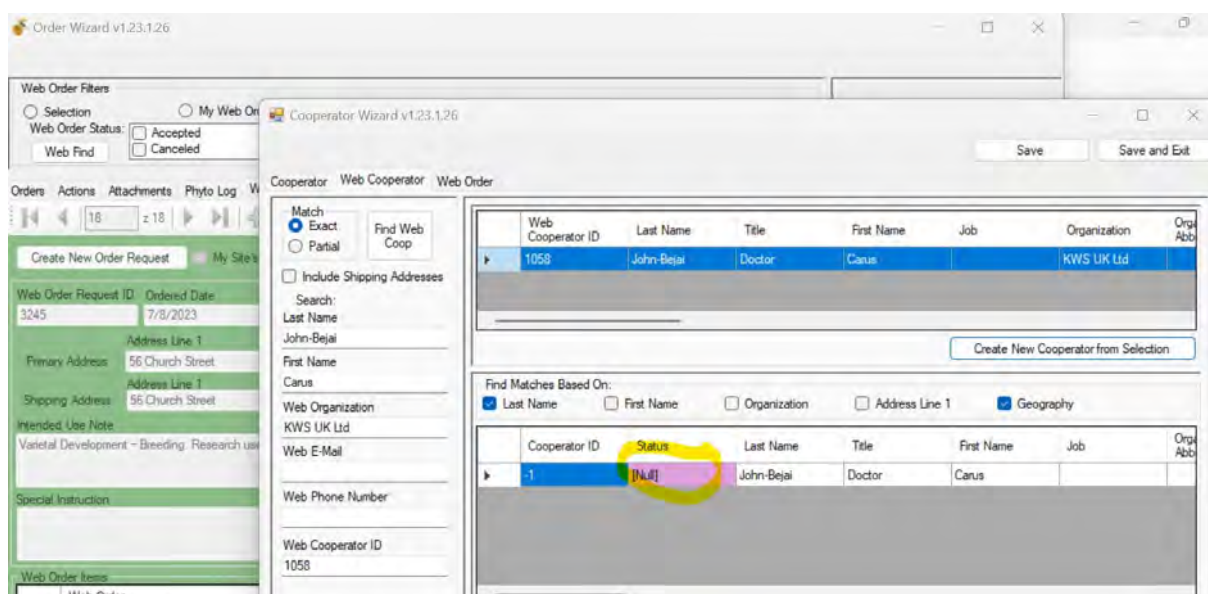 Order Wizard v1.23.1.26
Web Order Filters
Selection
My Web Or
Web Order Status:
Accepted
Canceled
Web Find
Orders Actions Attachments Phyto Log W
18
z 18
Create New Order Request
My Site's
Web Order Request ID Ordered Date
3245 7/8/2023
Address Line 1
Primary Address 56 Church Street
Address Line 1
Shipping Address 56 Church Street
Intended Use Note
Varietal Development - Breeding. Research use
Special Instruction
Web Order Items
Cooperator Wizard v1.23.1.26
Save Save and Exit
Cooperator Web Cooperator Web Order
Match
Exact
Partial
Find Web
Coop
Include Shipping Addresses
Search:
Last Name
John-Bejai
First Name
Carus
Web Organization
KWS UK Ltd
Web E-Mail
Web Phone Number
Web Cooperator ID
1058
Web
Cooperator ID Last Name Title First Name Job Organization
1058 John-Bejai Doctor Carus KWS UK Ltd
Create New Cooperator from Selection
Find Matches Based On:
Last Name First Name Organization Address Line 1 Geography
Cooperator ID Status Last Name Title First Name Job
-1 [Null] John-Bejai Doctor Carus